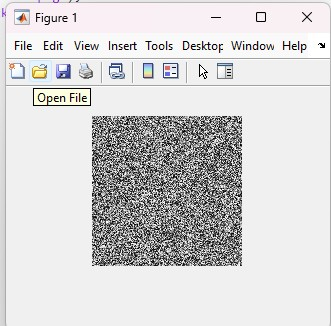 Figure 1
File Edit View Insert Tools Desktop Window Help
Open File